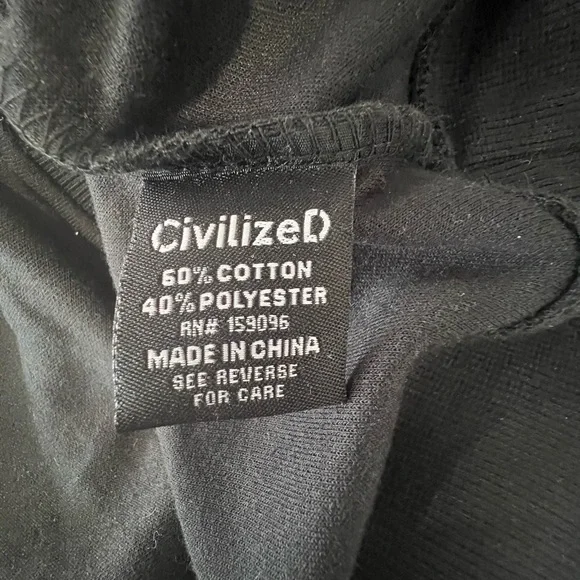 CivilizeD
60% COTTON
40% POLYESTER
RN# 159096
MADE IN CHINA
SEE REVERSE
FOR CARE